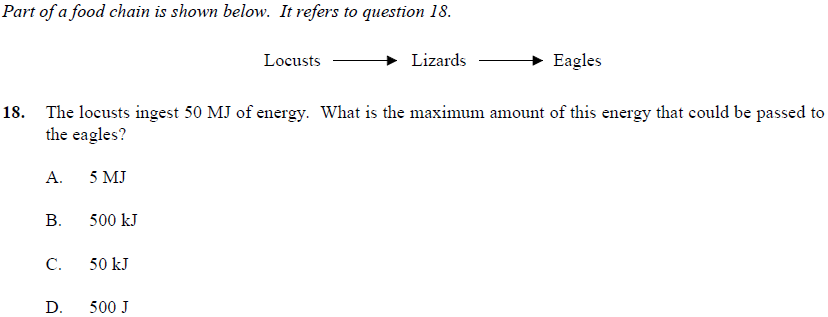 Part of a food chain is shown below. It refers to question 18.
Locusts Lizards Eagles
18. The locusts ingest 50 MJ of energy. What is the maximum amount of this energy that could be passed to
the eagles?
A. 5 MJ
B. 500 kJ
C. 50 kJ
D. 500 J